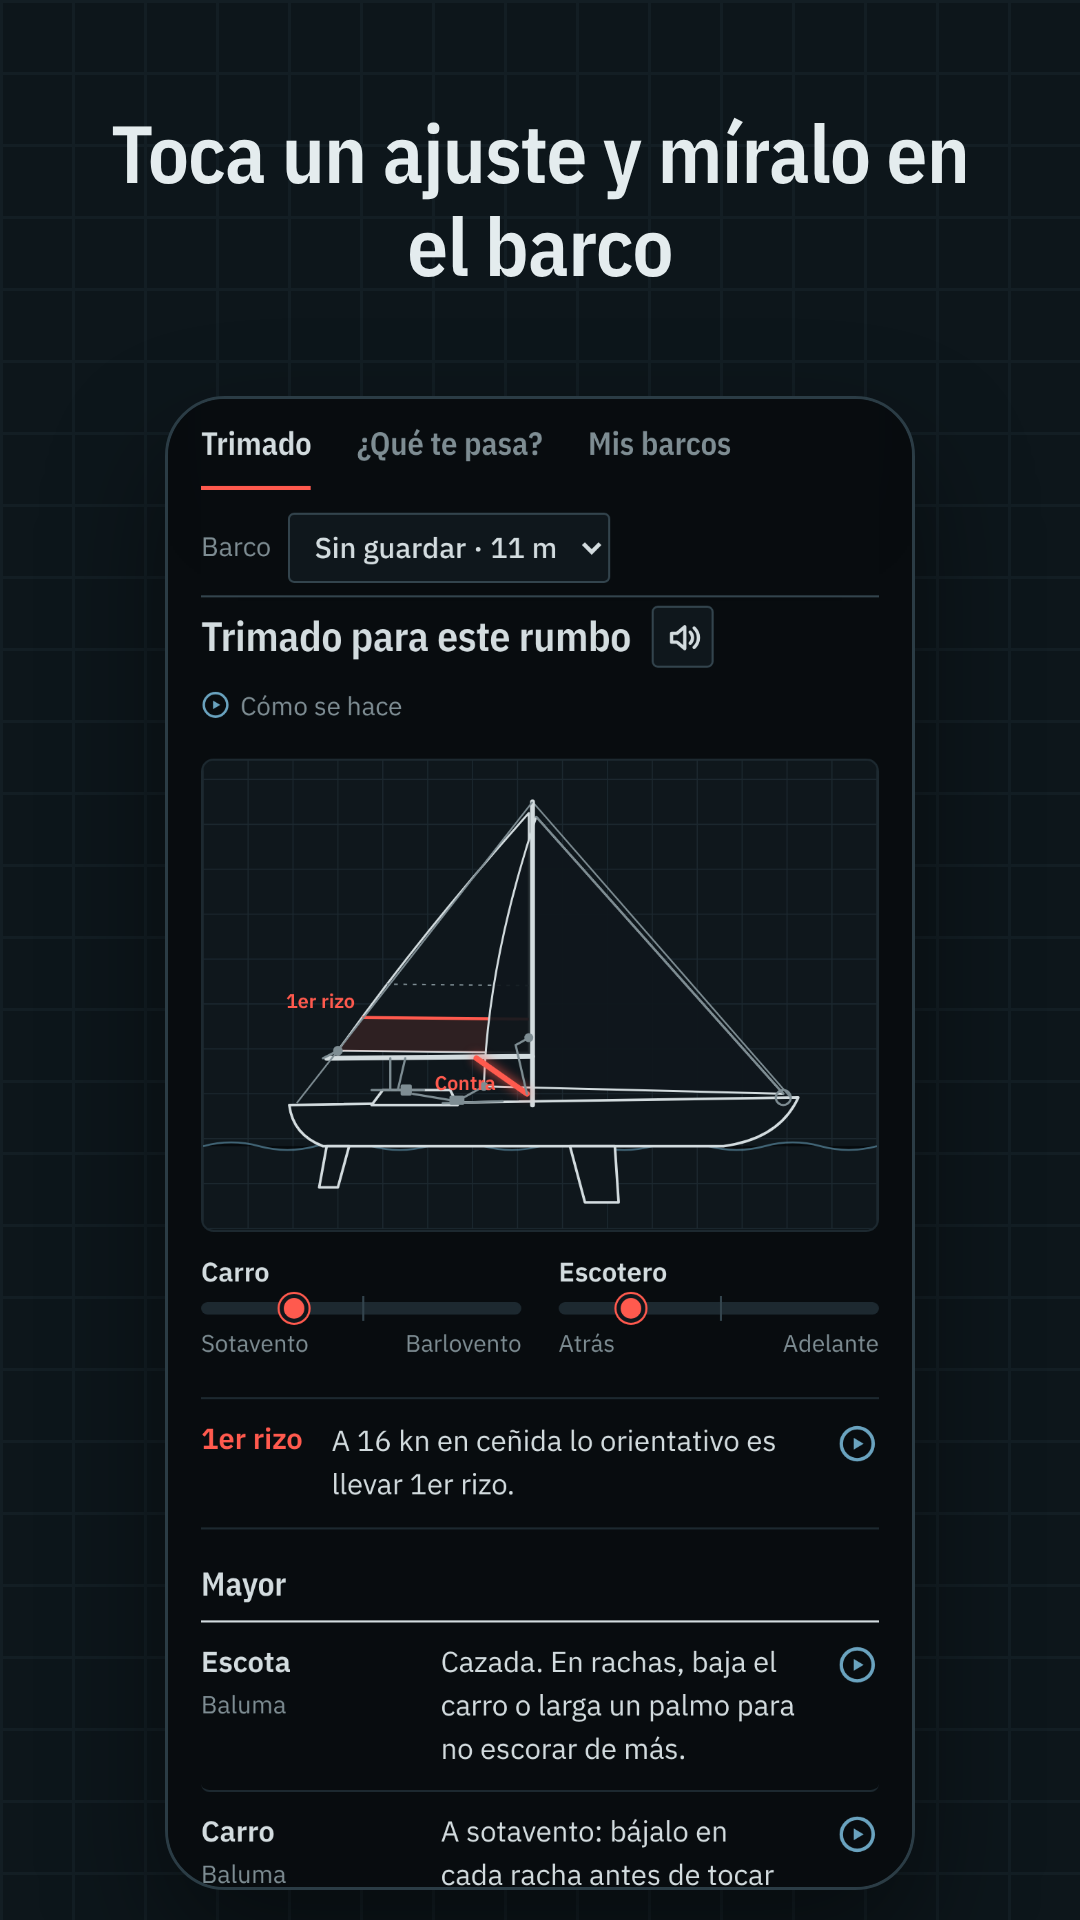 Toca un ajuste y míralo en
el barco
Trimado ¿Qué te pasa? Mis barcos
Barco Sin guardar · 11 m
Trimado para este rumbo
Cómo se hace
1er rizo
Contra
Carro Escotero
Sotavento Barlovento Atrás Adelante
1er rizo A 16 kn en ceñida lo orientativo es
llevar 1er rizo.
Mayor
Escota Cazada. En rachas, baja el
Baluma carro o larga un palmo para
no escorar de más.
Carro A sotavento: bájalo en
Baluma cada racha antes de tocar